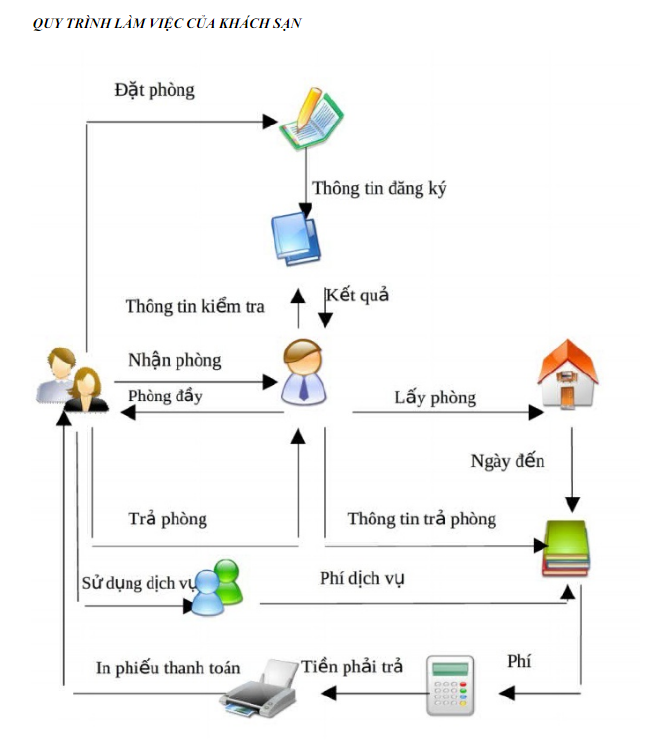 QUY TRÌNH LÀM VIỆC CỦA KHÁCH SẠN
Đặt phòng
Thông tin đăng ký
Thông tin kiểm tra
Kết quả
Nhận phòng
Phòng đầy
Lấy phòng
Ngày đến
Trả phòng
Thông tin trả phòng
Sử dụng dịch vụ
Phí dịch vụ
In phiếu thanh toán
Tiền phải trả
Phí